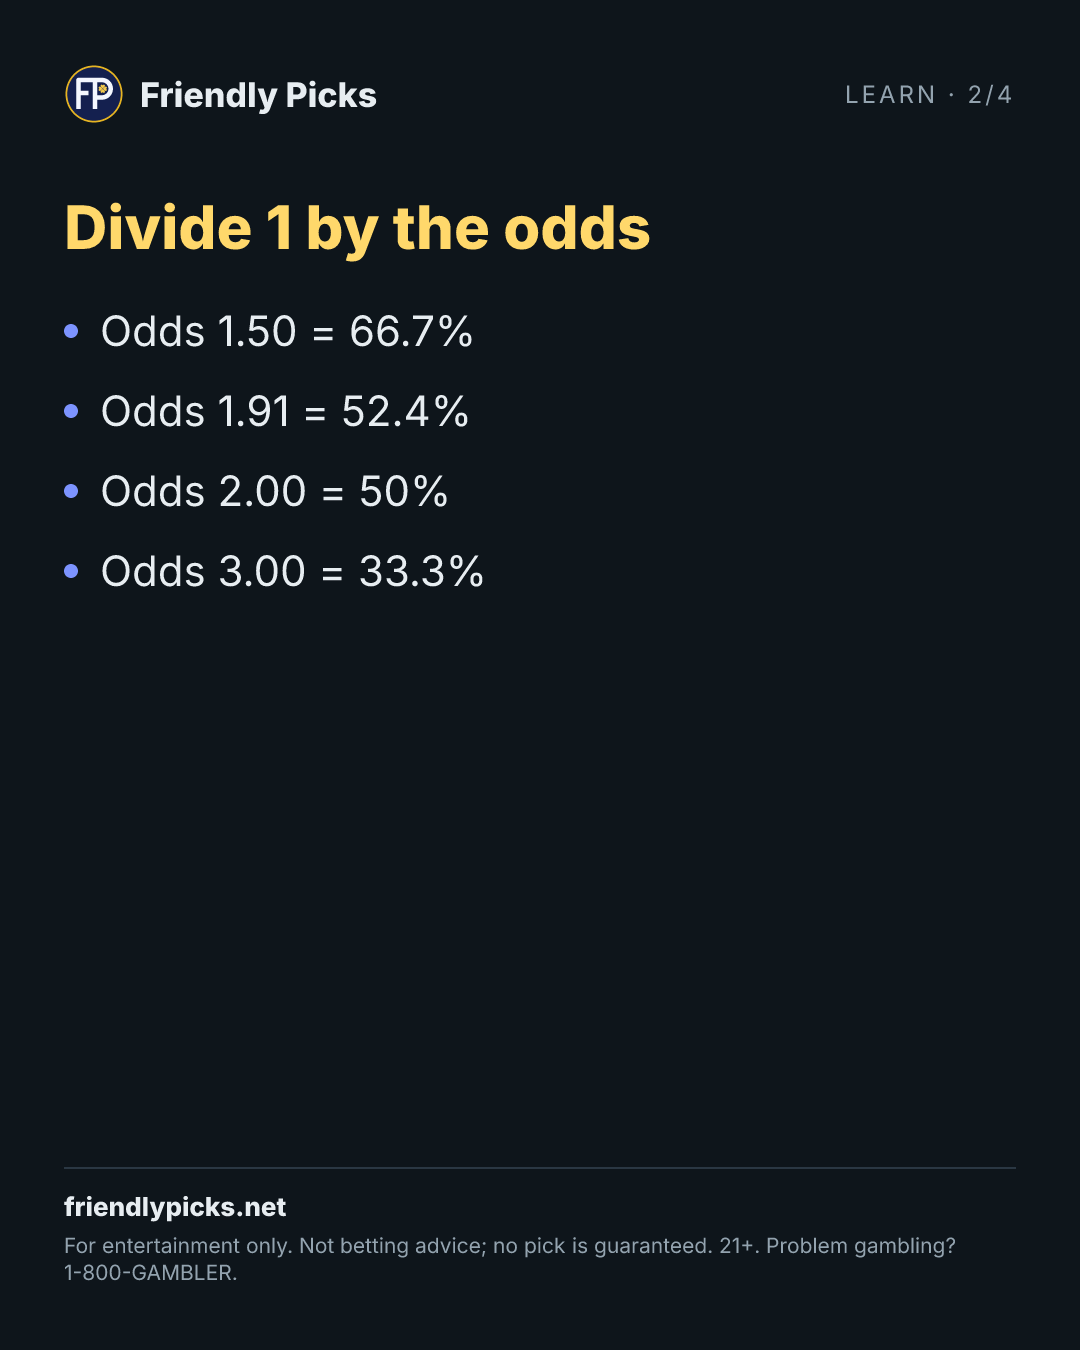 FP
Friendly Picks
LEARN · 2/4
Divide 1 by the odds
• Odds 1.50 = 66.7%
• Odds 1.91 = 52.4%
• Odds 2.00 = 50%
• Odds 3.00 = 33.3%
friendlypicks.net
For entertainment only. Not betting advice; no pick is guaranteed. 21+. Problem gambling?
1-800-GAMBLER.